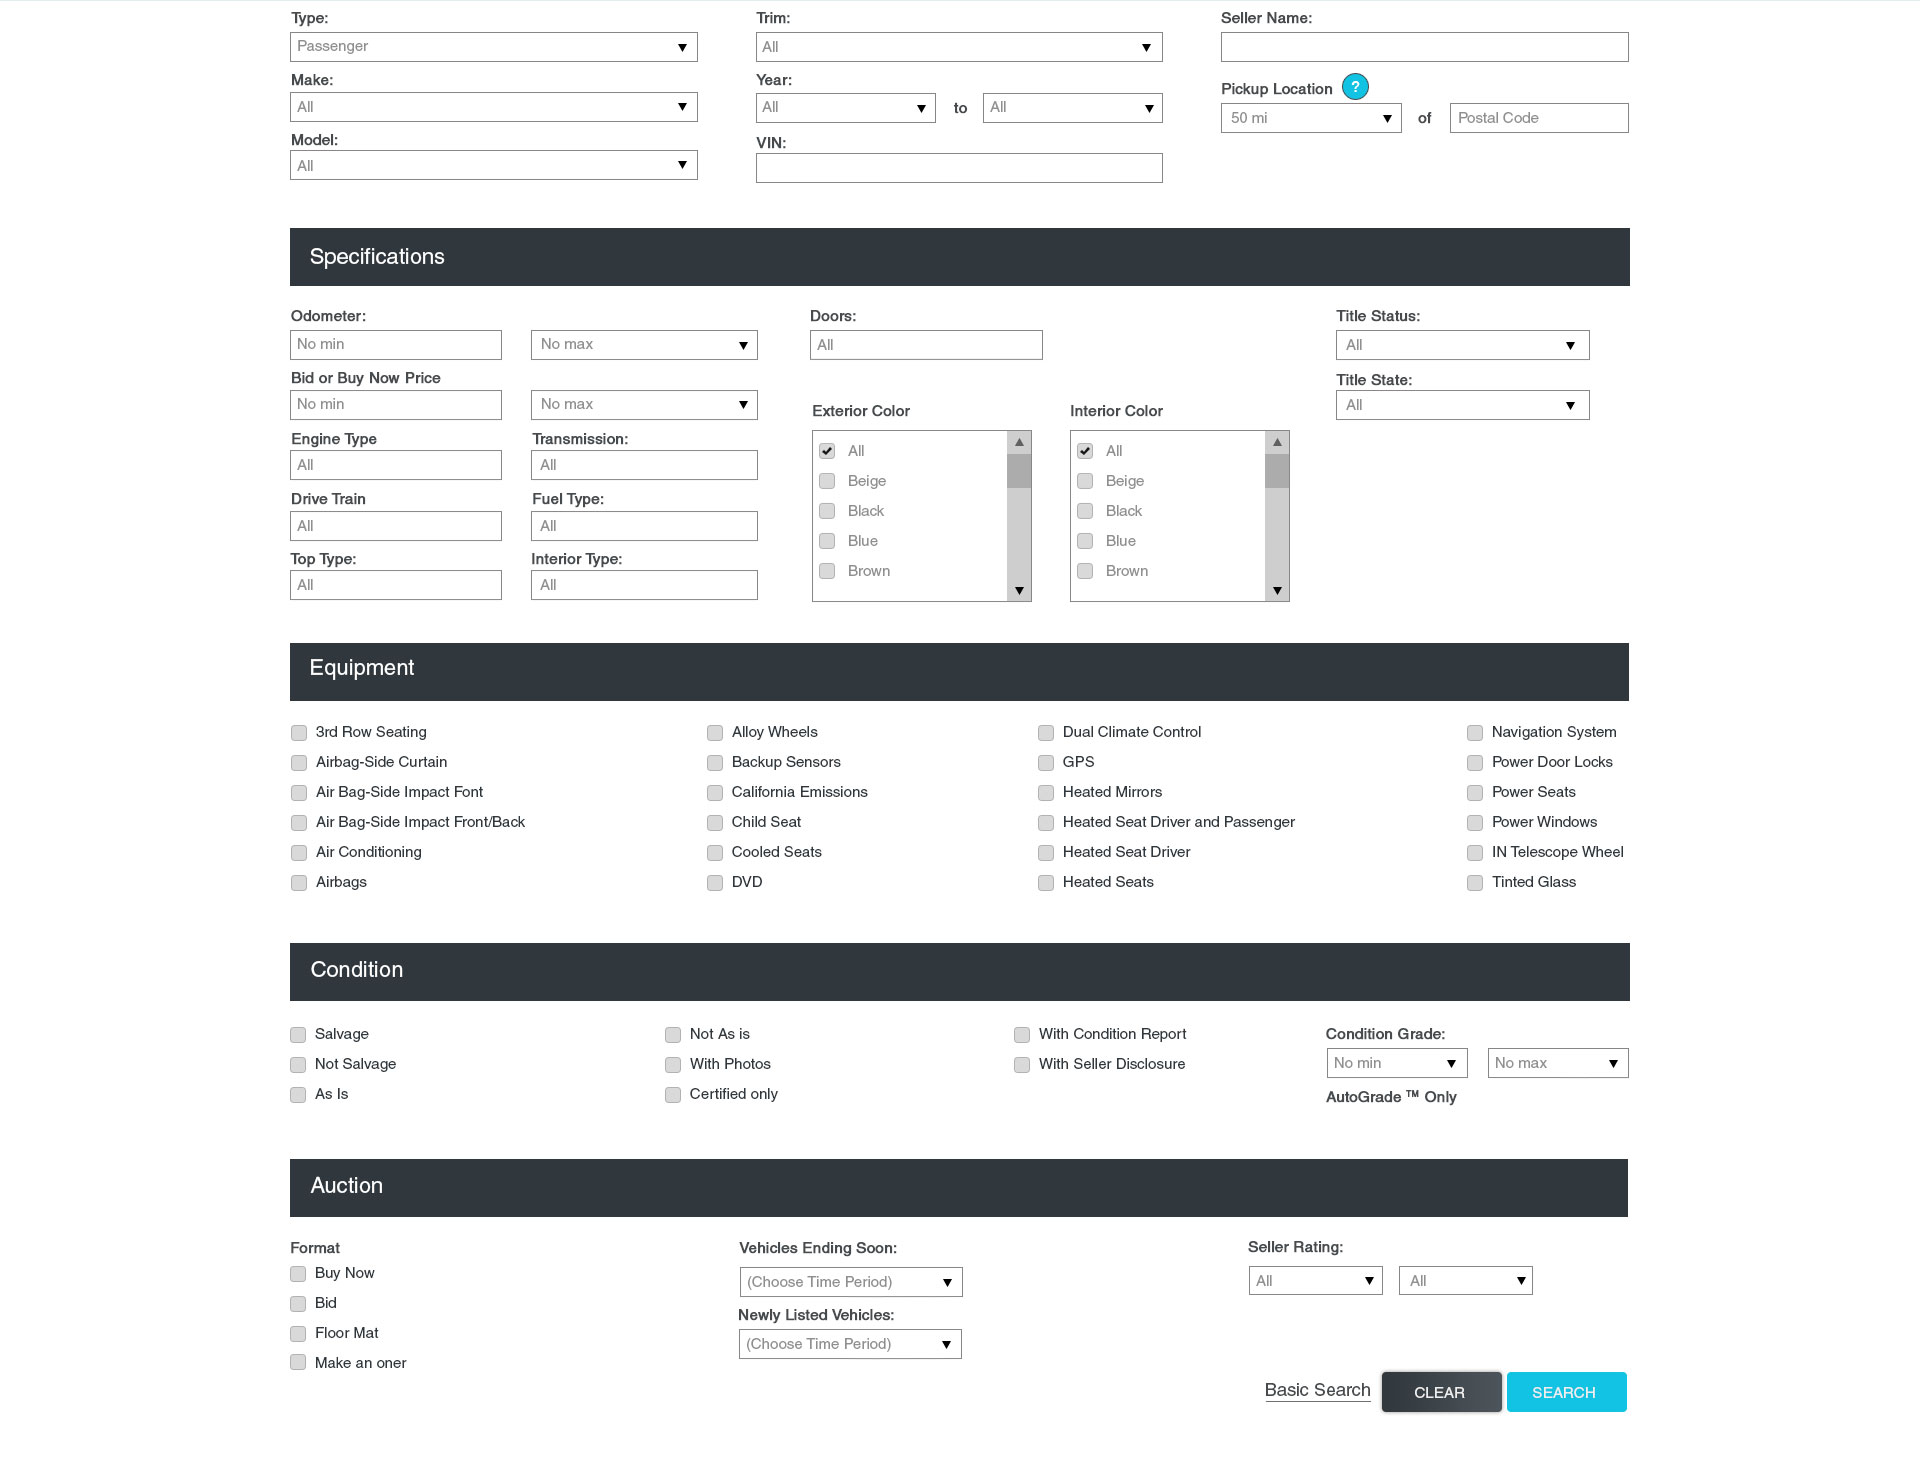 Type:
Passenger
Make:
All
Model:
All
Trim:
All
Year:
All to All
VIN:
Seller Name:
Pickup Location ?
50 mi of Postal Code
Specifications
Odometer:
No min No max
Bid or Buy Now Price
No min No max
Engine Type Transmission:
All All
Drive Train Fuel Type:
All All
Top Type: Interior Type:
All All
Doors:
All
Exterior Color
All
Beige
Black
Blue
Brown
Interior Color
All
Beige
Black
Blue
Brown
Title Status:
All
Title State:
All
Equipment
3rd Row Seating
Airbag-Side Curtain
Air Bag-Side Impact Font
Air Bag-Side Impact Front/Back
Air Conditioning
Airbags
Alloy Wheels
Backup Sensors
California Emissions
Child Seat
Cooled Seats
DVD
Dual Climate Control
GPS
Heated Mirrors
Heated Seat Driver and Passenger
Heated Seat Driver
Heated Seats
Navigation System
Power Door Locks
Power Seats
Power Windows
IN Telescope Wheel
Tinted Glass
Condition
Salvage
Not Salvage
As Is
Not As is
With Photos
Certified only
With Condition Report
With Seller Disclosure
Condition Grade:
No min No max
AutoGrade ™ Only
Auction
Format
Buy Now
Bid
Floor Mat
Make an oner
Vehicles Ending Soon:
(Choose Time Period)
Newly Listed Vehicles:
(Choose Time Period)
Seller Rating:
All All
Basic Search CLEAR SEARCH